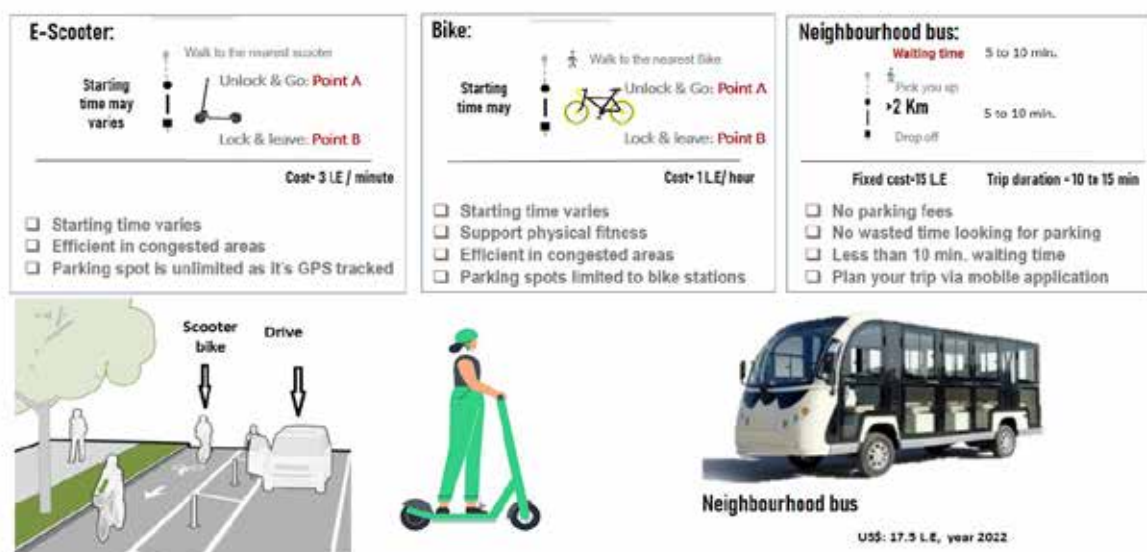 E-Scooter:
Walk to the nearest scooter
Starting
time may
varies
Unlock & Go: Point A
Lock & leave: Point B
Cost= 3 LE / minute
Starting time varies
Efficient in congested areas
Parking spot is unlimited as it's GPS tracked
Bike:
Walk to the nearest Bike
Starting
time may
Unlock & Go: Point A
Lock & leave: Point B
Cost= 1 L.E/ hour
Starting time varies
Support physical fitness
Efficient in congested areas
Parking spots limited to bike stations
Neighbourhood bus:
Waiting time 5 to 10 min.
Pick you up
>2 Km 5 to 10 min.
Drop off
Fixed cost=15 L.E Trip duration = 10 to 15 min
No parking fees
No wasted time looking for parking
Less than 10 min. waiting time
Plan your trip via mobile application
Scooter
bike
Drive
Neighbourhood bus
US$: 17.5 L.E, year 2022